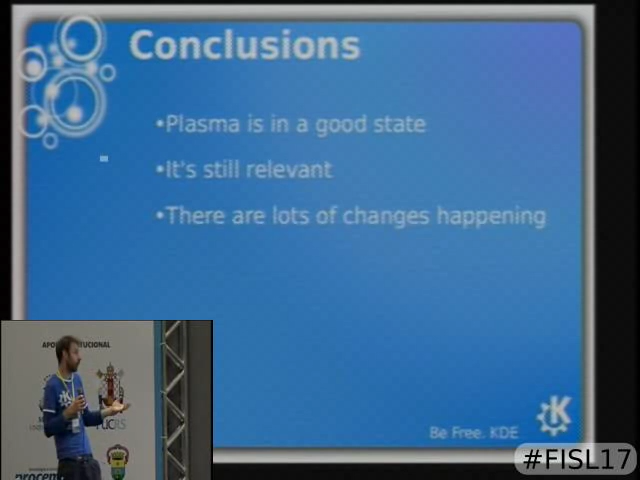 Conclusions
•Plasma is in a good state
•It's still relevant
•There are lots of changes happening
Be Free. KDE
#FISL17